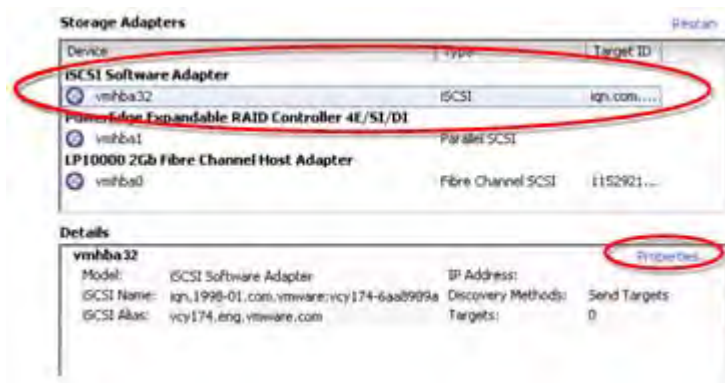 Storage Adapters Rescan
Device Type Target ID
iSCSI Software Adapter
vmhba32 iSCSI iqn.com....
PowerEdge Expandable RAID Controller 4E/SI/DI
vmhba1 Parallel SCSI
LP10000 2Gb Fibre Channel Host Adapter
vmhba0 Fibre Channel SCSI 1152921...
Details
vmhba32 Properties...
Model: iSCSI Software Adapter IP Address:
iSCSI Name: iqn.1998-01.com.vmware:vcy174-6aa8989a Discovery Methods: Send Targets
iSCSI Alias: vcy174.eng.vmware.com Targets: 0